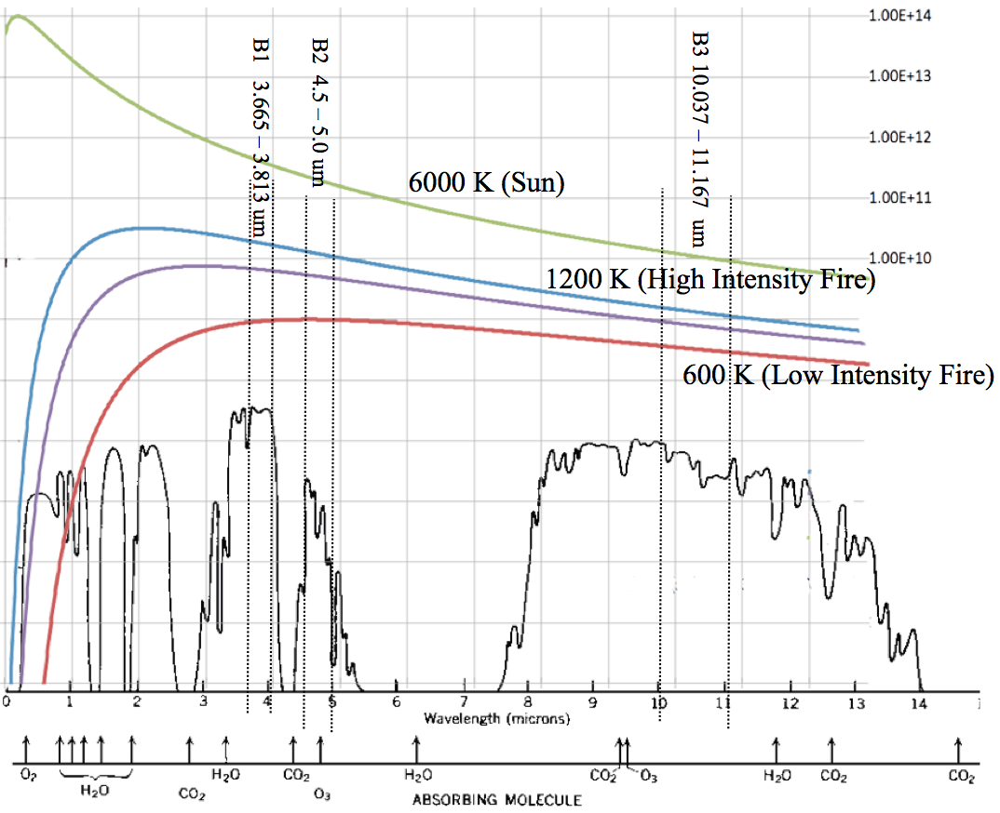 1.00E+14
1.00E+13
1.00E+12
1.00E+11
1.00E+10
B1 3.665 – 3.813 um
B2 4.5 – 5.0 um
B3 10.037 – 11.167 um
6000 K (Sun)
1200 K (High Intensity Fire)
600 K (Low Intensity Fire)
0 1 2 3 4 5 6 7 8 9 10 11 12 13 14
Wavelength (microns)
O₂ H₂O CO₂ H₂O CO₂ O₃ H₂O CO₂ O₃ H₂O CO₂ CO₂
ABSORBING MOLECULE